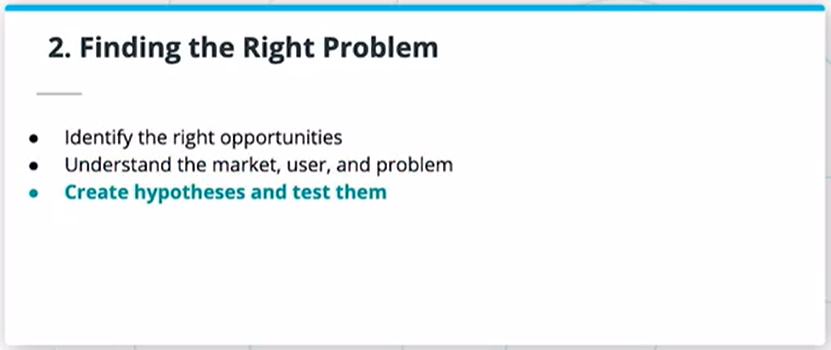 2. Finding the Right Problem
● Identify the right opportunities
● Understand the market, user, and problem
● Create hypotheses and test them